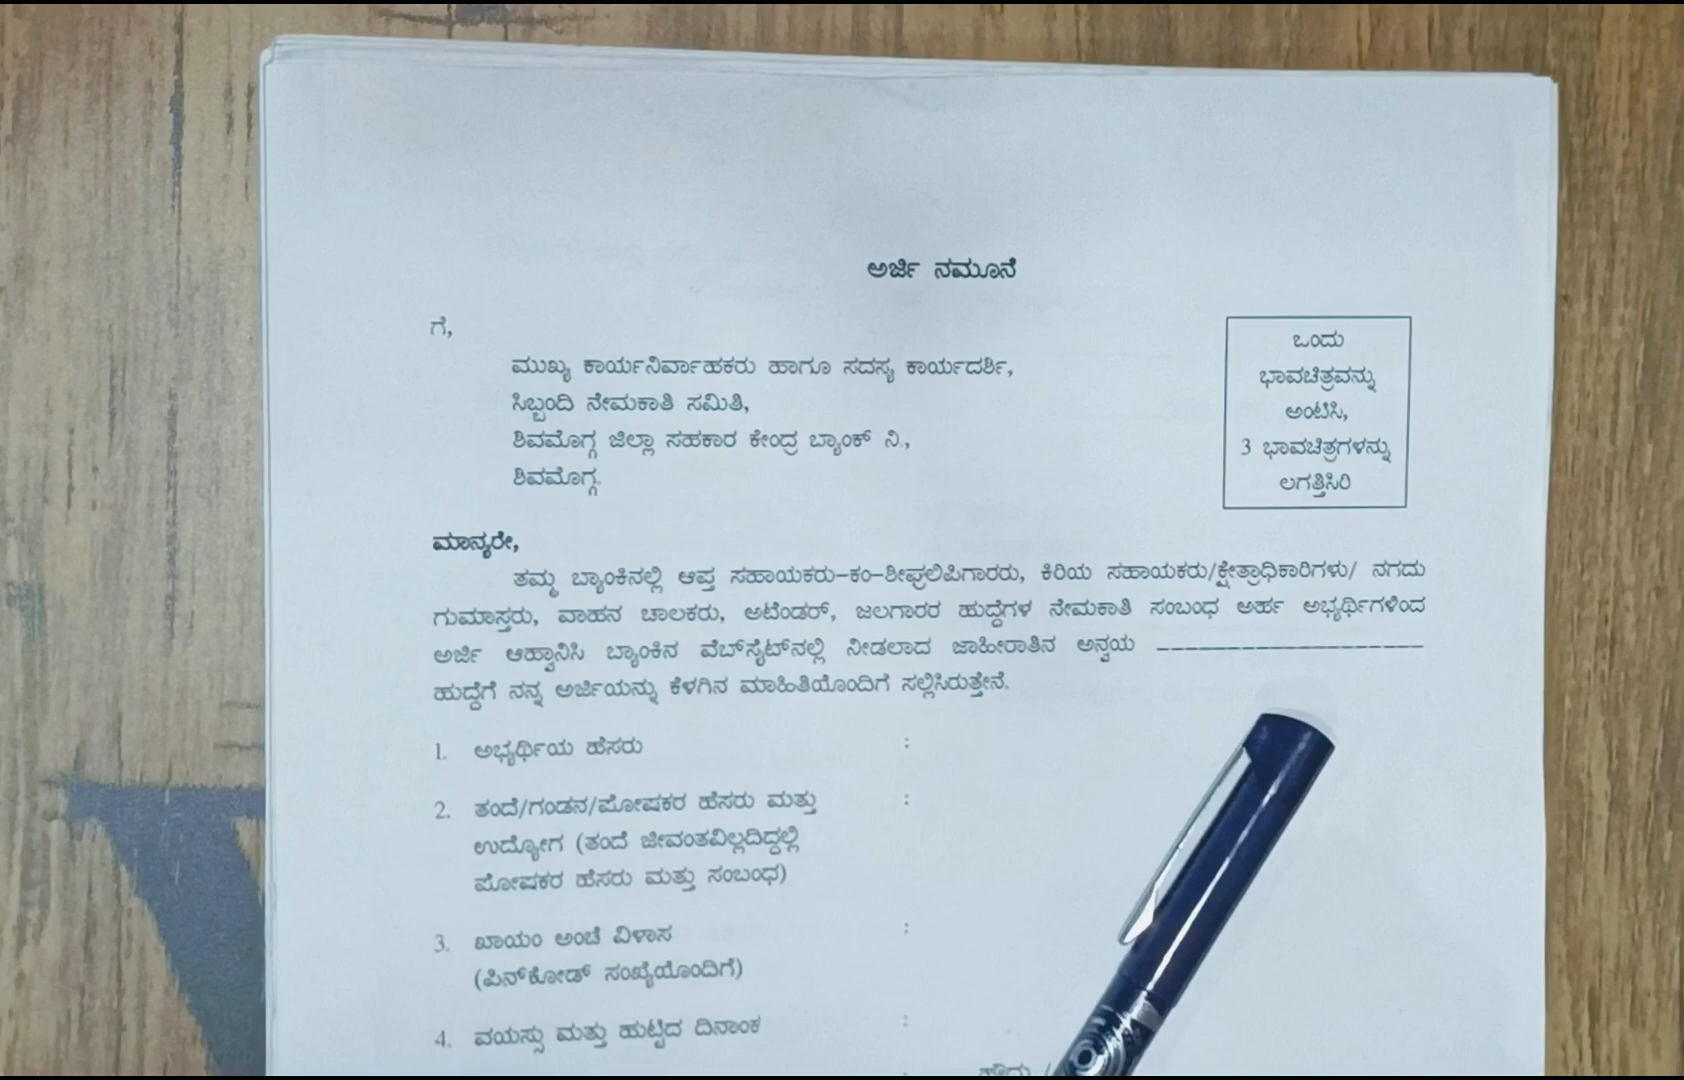 ಅರ್ಜಿ ನಮೂನೆ
ಗೆ,
ಮುಖ್ಯ ಕಾರ್ಯನಿರ್ವಾಹಕರು ಹಾಗೂ ಸದಸ್ಯ ಕಾರ್ಯದರ್ಶಿ,
ಸಿಬ್ಬಂದಿ ನೇಮಕಾತಿ ಸಮಿತಿ,
ಶಿವಮೊಗ್ಗ ಜಿಲ್ಲಾ ಸಹಕಾರ ಕೇಂದ್ರ ಬ್ಯಾಂಕ್ ನಿ.,
ಶಿವಮೊಗ್ಗ.
ಒಂದು
ಭಾವಚಿತ್ರವನ್ನು
ಅಂಟಿಸಿ,
3 ಭಾವಚಿತ್ರಗಳನ್ನು
ಲಗತ್ತಿಸಿರಿ
ಮಾನ್ಯರೇ,
ತಮ್ಮ ಬ್ಯಾಂಕಿನಲ್ಲಿ ಆಪ್ತ ಸಹಾಯಕರು–ಕಂ–ಶೀಘ್ರಲಿಪಿಗಾರರು, ಕಿರಿಯ ಸಹಾಯಕರು/ಕ್ಷೇತ್ರಾಧಿಕಾರಿಗಳು/ ನಗದು
ಗುಮಾಸ್ತರು, ವಾಹನ ಚಾಲಕರು, ಅಟೆಂಡರ್, ಜಲಗಾರರ ಹುದ್ದೆಗಳ ನೇಮಕಾತಿ ಸಂಬಂಧ ಅರ್ಹ ಅಭ್ಯರ್ಥಿಗಳಿಂದ
ಅರ್ಜಿ ಆಹ್ವಾನಿಸಿ ಬ್ಯಾಂಕಿನ ವೆಬ್‌ಸೈಟ್‌ನಲ್ಲಿ ನೀಡಲಾದ ಜಾಹೀರಾತಿನ ಅನ್ವಯ ____________________
ಹುದ್ದೆಗೆ ನನ್ನ ಅರ್ಜಿಯನ್ನು ಕೆಳಗಿನ ಮಾಹಿತಿಯೊಂದಿಗೆ ಸಲ್ಲಿಸಿರುತ್ತೇನೆ.
1. ಅಭ್ಯರ್ಥಿಯ ಹೆಸರು :
2. ತಂದೆ/ಗಂಡನ/ಪೋಷಕರ ಹೆಸರು ಮತ್ತು :
ಉದ್ಯೋಗ (ತಂದೆ ಜೀವಂತವಿಲ್ಲದಿದ್ದಲ್ಲಿ
ಪೋಷಕರ ಹೆಸರು ಮತ್ತು ಸಂಬಂಧ)
3. ಖಾಯಂ ಅಂಚೆ ವಿಳಾಸ :
(ಪಿನ್‌ಕೋಡ್ ಸಂಖ್ಯೆಯೊಂದಿಗೆ)
4. ವಯಸ್ಸು ಮತ್ತು ಹುಟ್ಟಿದ ದಿನಾಂಕ :